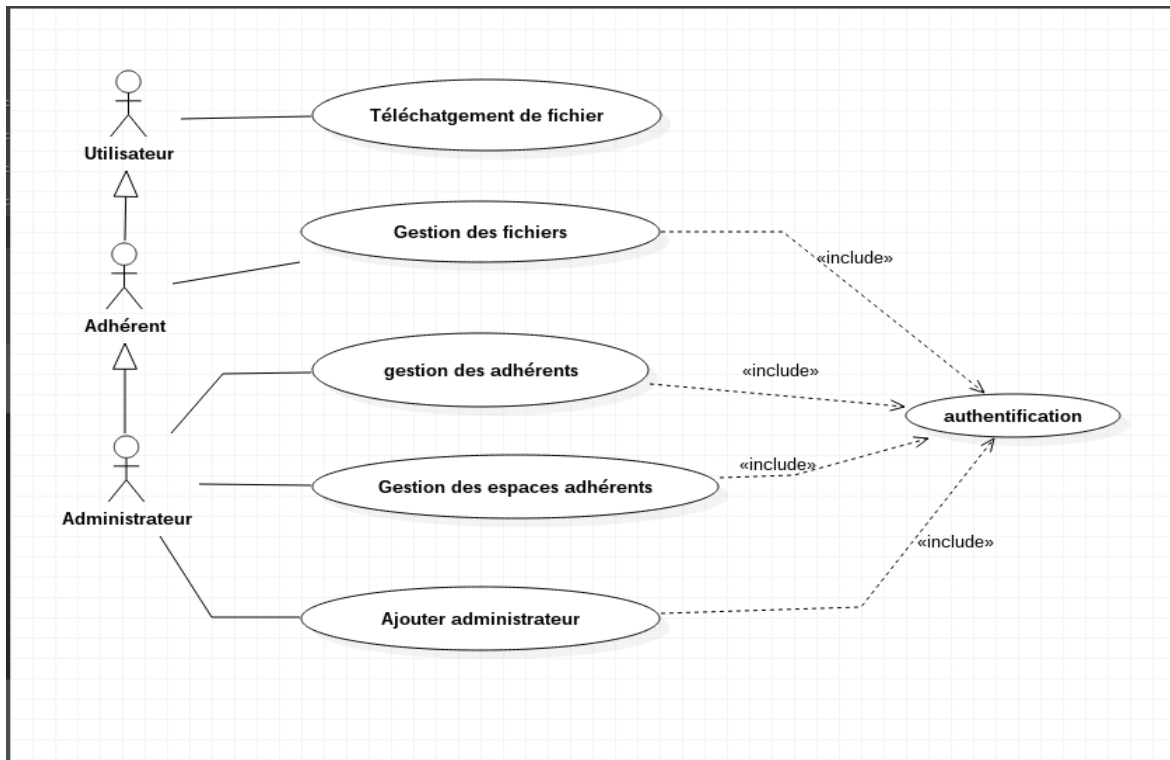 Téléchatgement de fichier
Utilisateur
Gestion des fichiers
«include»
Adhérent
gestion des adhérents
«include»
authentification
«include»
Gestion des espaces adhérents
Administrateur
«include»
Ajouter administrateur